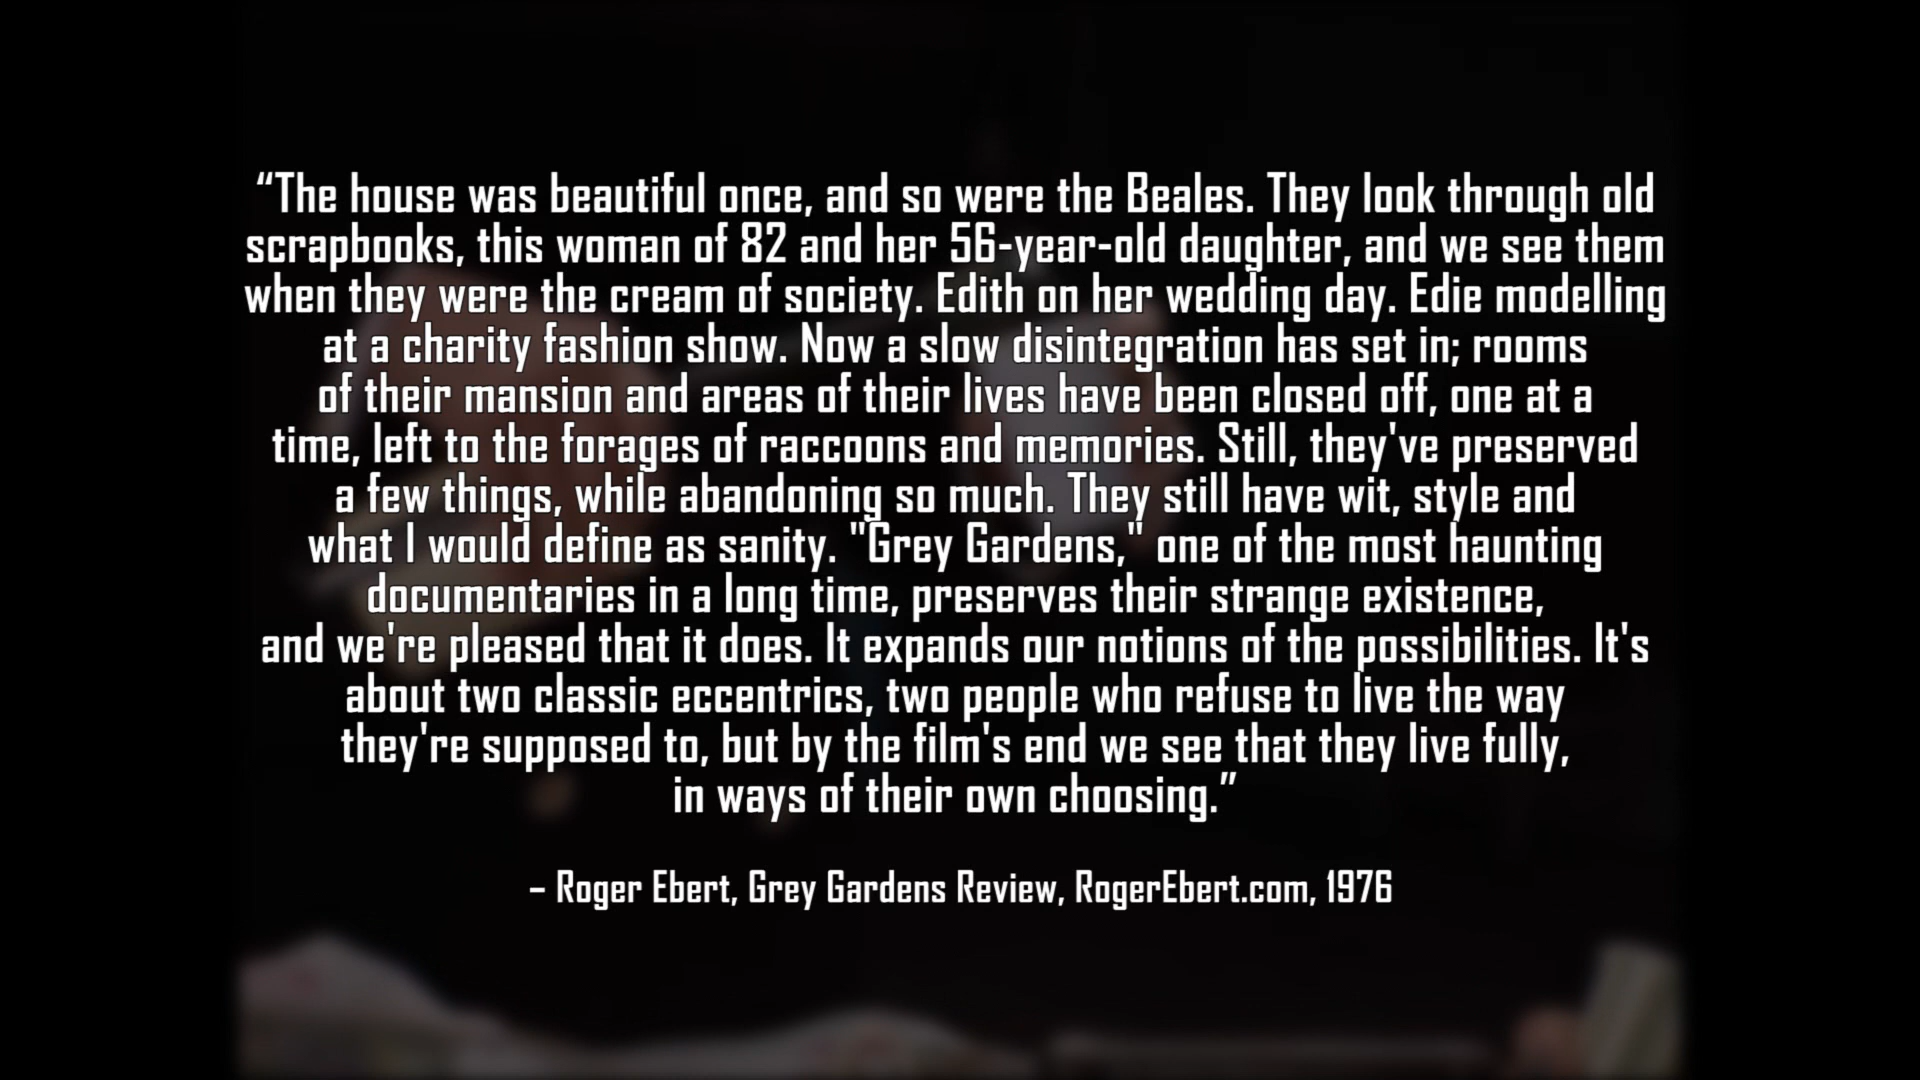 “The house was beautiful once, and so were the Beales. They look through old
scrapbooks, this woman of 82 and her 56-year-old daughter, and we see them
when they were the cream of society. Edith on her wedding day. Edie modelling
at a charity fashion show. Now a slow disintegration has set in; rooms
of their mansion and areas of their lives have been closed off, one at a
time, left to the forages of raccoons and memories. Still, they've preserved
a few things, while abandoning so much. They still have wit, style and
what I would define as sanity. "Grey Gardens," one of the most haunting
documentaries in a long time, preserves their strange existence,
and we're pleased that it does. It expands our notions of the possibilities. It's
about two classic eccentrics, two people who refuse to live the way
they're supposed to, but by the film's end we see that they live fully,
in ways of their own choosing.”
– Roger Ebert, Grey Gardens Review, RogerEbert.com, 1976